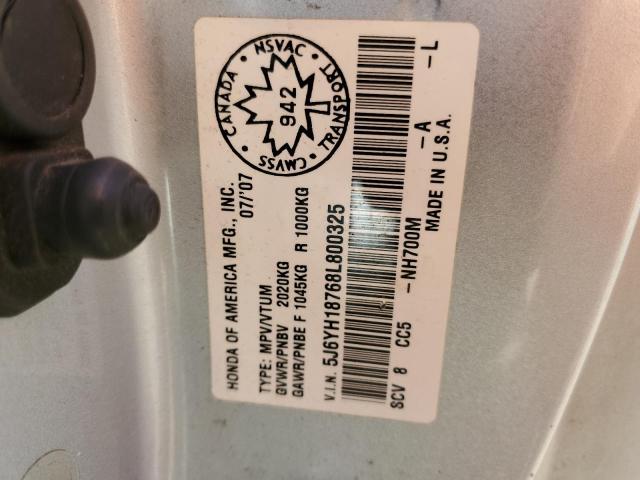 HONDA OF AMERICA MFG., INC.
07/'07
TYPE: MPV/VTUM
GVWR/PNBV 2020KG
GAWR/PNBE F 1045KG R 1000KG
V.I.N. 5J6YH18768L800325
SCV 8 CC5 -NH700M -A -L
MADE IN U.S.A.
CANADA · NSVAC · TRANSPORT · CMVSS
942